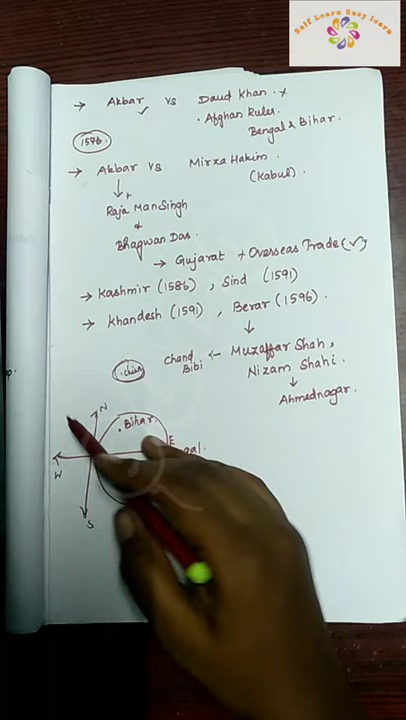 Self Learn Easy learn
→ Akbar vs Daud Khan . x
✓ . Afghan Ruler.
Bengal & Bihar.
1576.
→ Akbar vs Mirza Hakim .
(Kabul) .
↓ +
Raja ManSingh
&
Bhagwan Das .
→ Gujarat + Overseas Trade (✓)
→ Kashmir (1586) , Sind (1591)
→ Khandesh (1591) , Berar (1596) .
↓
Chand Bibi ← Muzaffar Shah ,
Nizam Shahi .
↓
Ahmednagar .
N
. Bihar
E
gal .
W
S